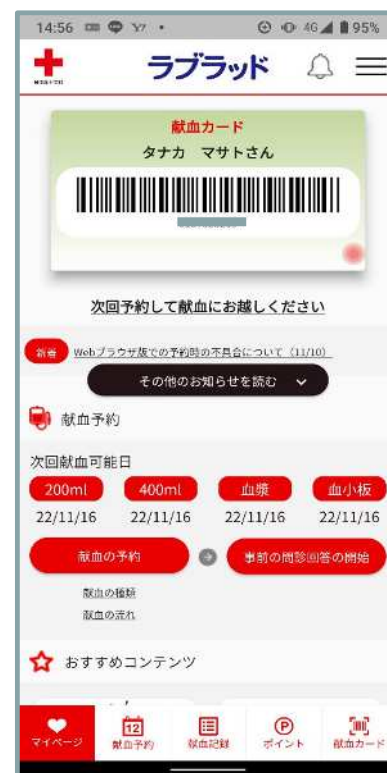 14:56 Y7 • 4G 95%
ラブラッド
献血カード
タナカ マサトさん
次回予約して献血にお越しください
新着 Webブラウザ版での予約時の不具合について (11/10)
その他のお知らせを読む
献血予約
次回献血可能日
200ml 400ml 血漿 血小板
22/11/16 22/11/16 22/11/16 22/11/16
献血の予約 事前の問診回答の開始
献血の種類
献血の流れ
おすすめコンテンツ
12 P
マイページ 献血予約 献血記録 ポイント 献血カード